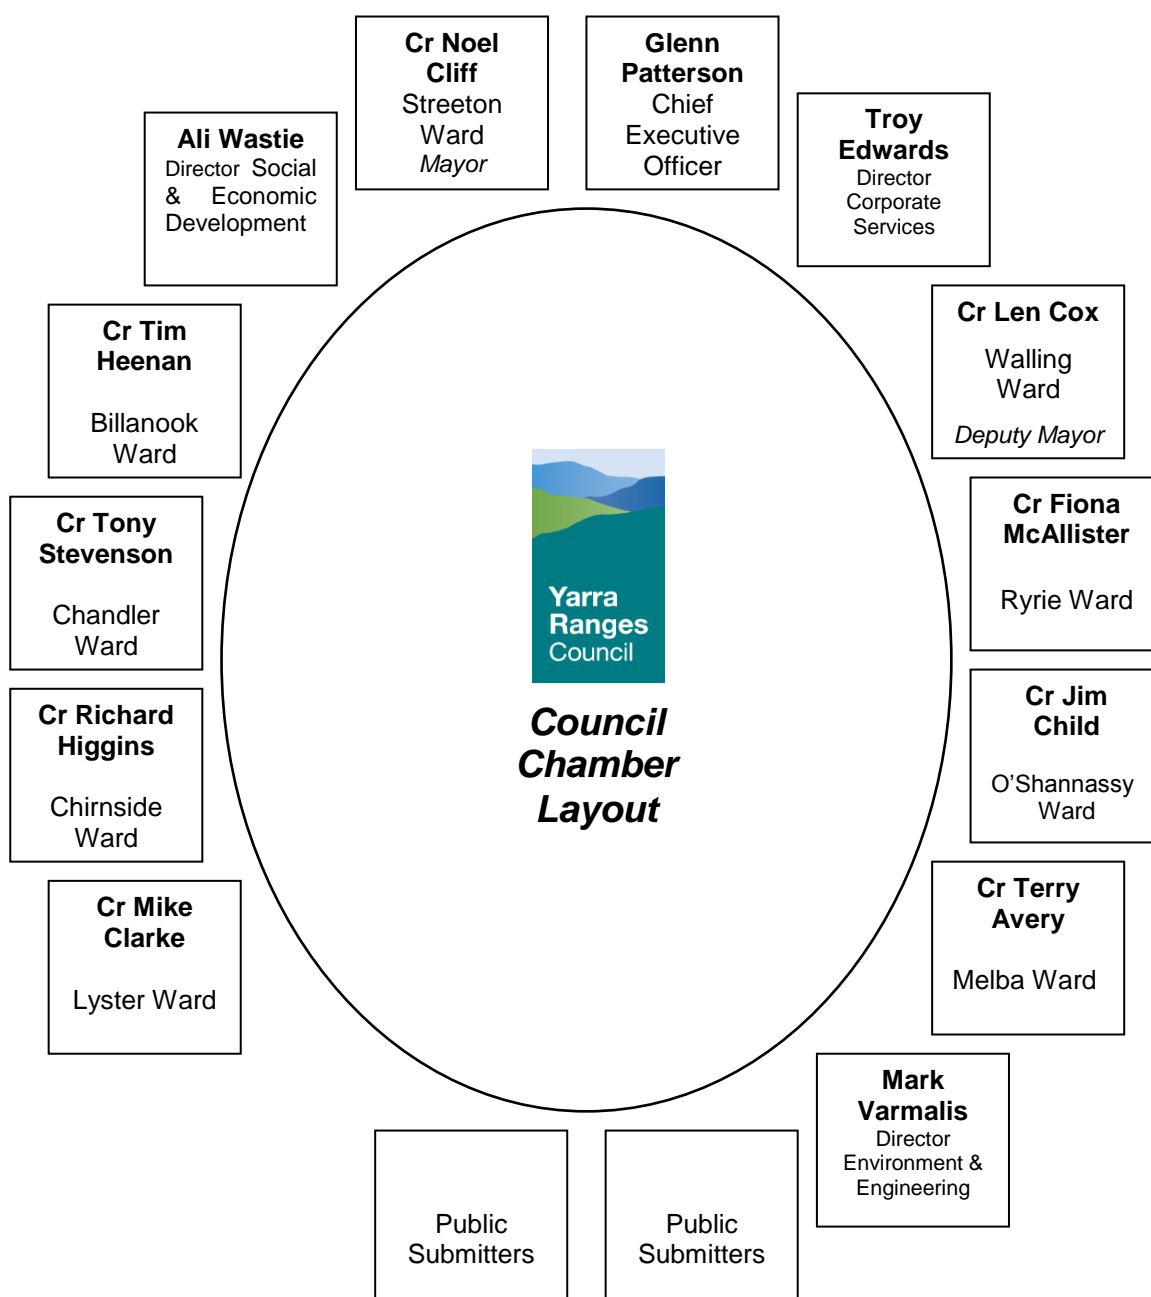 Cr Noel
Cliff
Streeton
Ward
Mayor
Glenn
Patterson
Chief
Executive
Officer
Troy
Edwards
Director
Corporate
Services
Ali Wastie
Director Social
& Economic
Development
Cr Tim
Heenan
Billanook
Ward
Cr Len Cox
Walling
Ward
Deputy Mayor
Cr Tony
Stevenson
Chandler
Ward
Cr Fiona
McAllister
Ryrie Ward
Yarra
Ranges
Council
Council
Chamber
Layout
Cr Richard
Higgins
Chirnside
Ward
Cr Jim
Child
O'Shannassy
Ward
Cr Mike
Clarke
Lyster Ward
Cr Terry
Avery
Melba Ward
Mark
Varmalis
Director
Environment &
Engineering
Public
Submitters
Public
Submitters